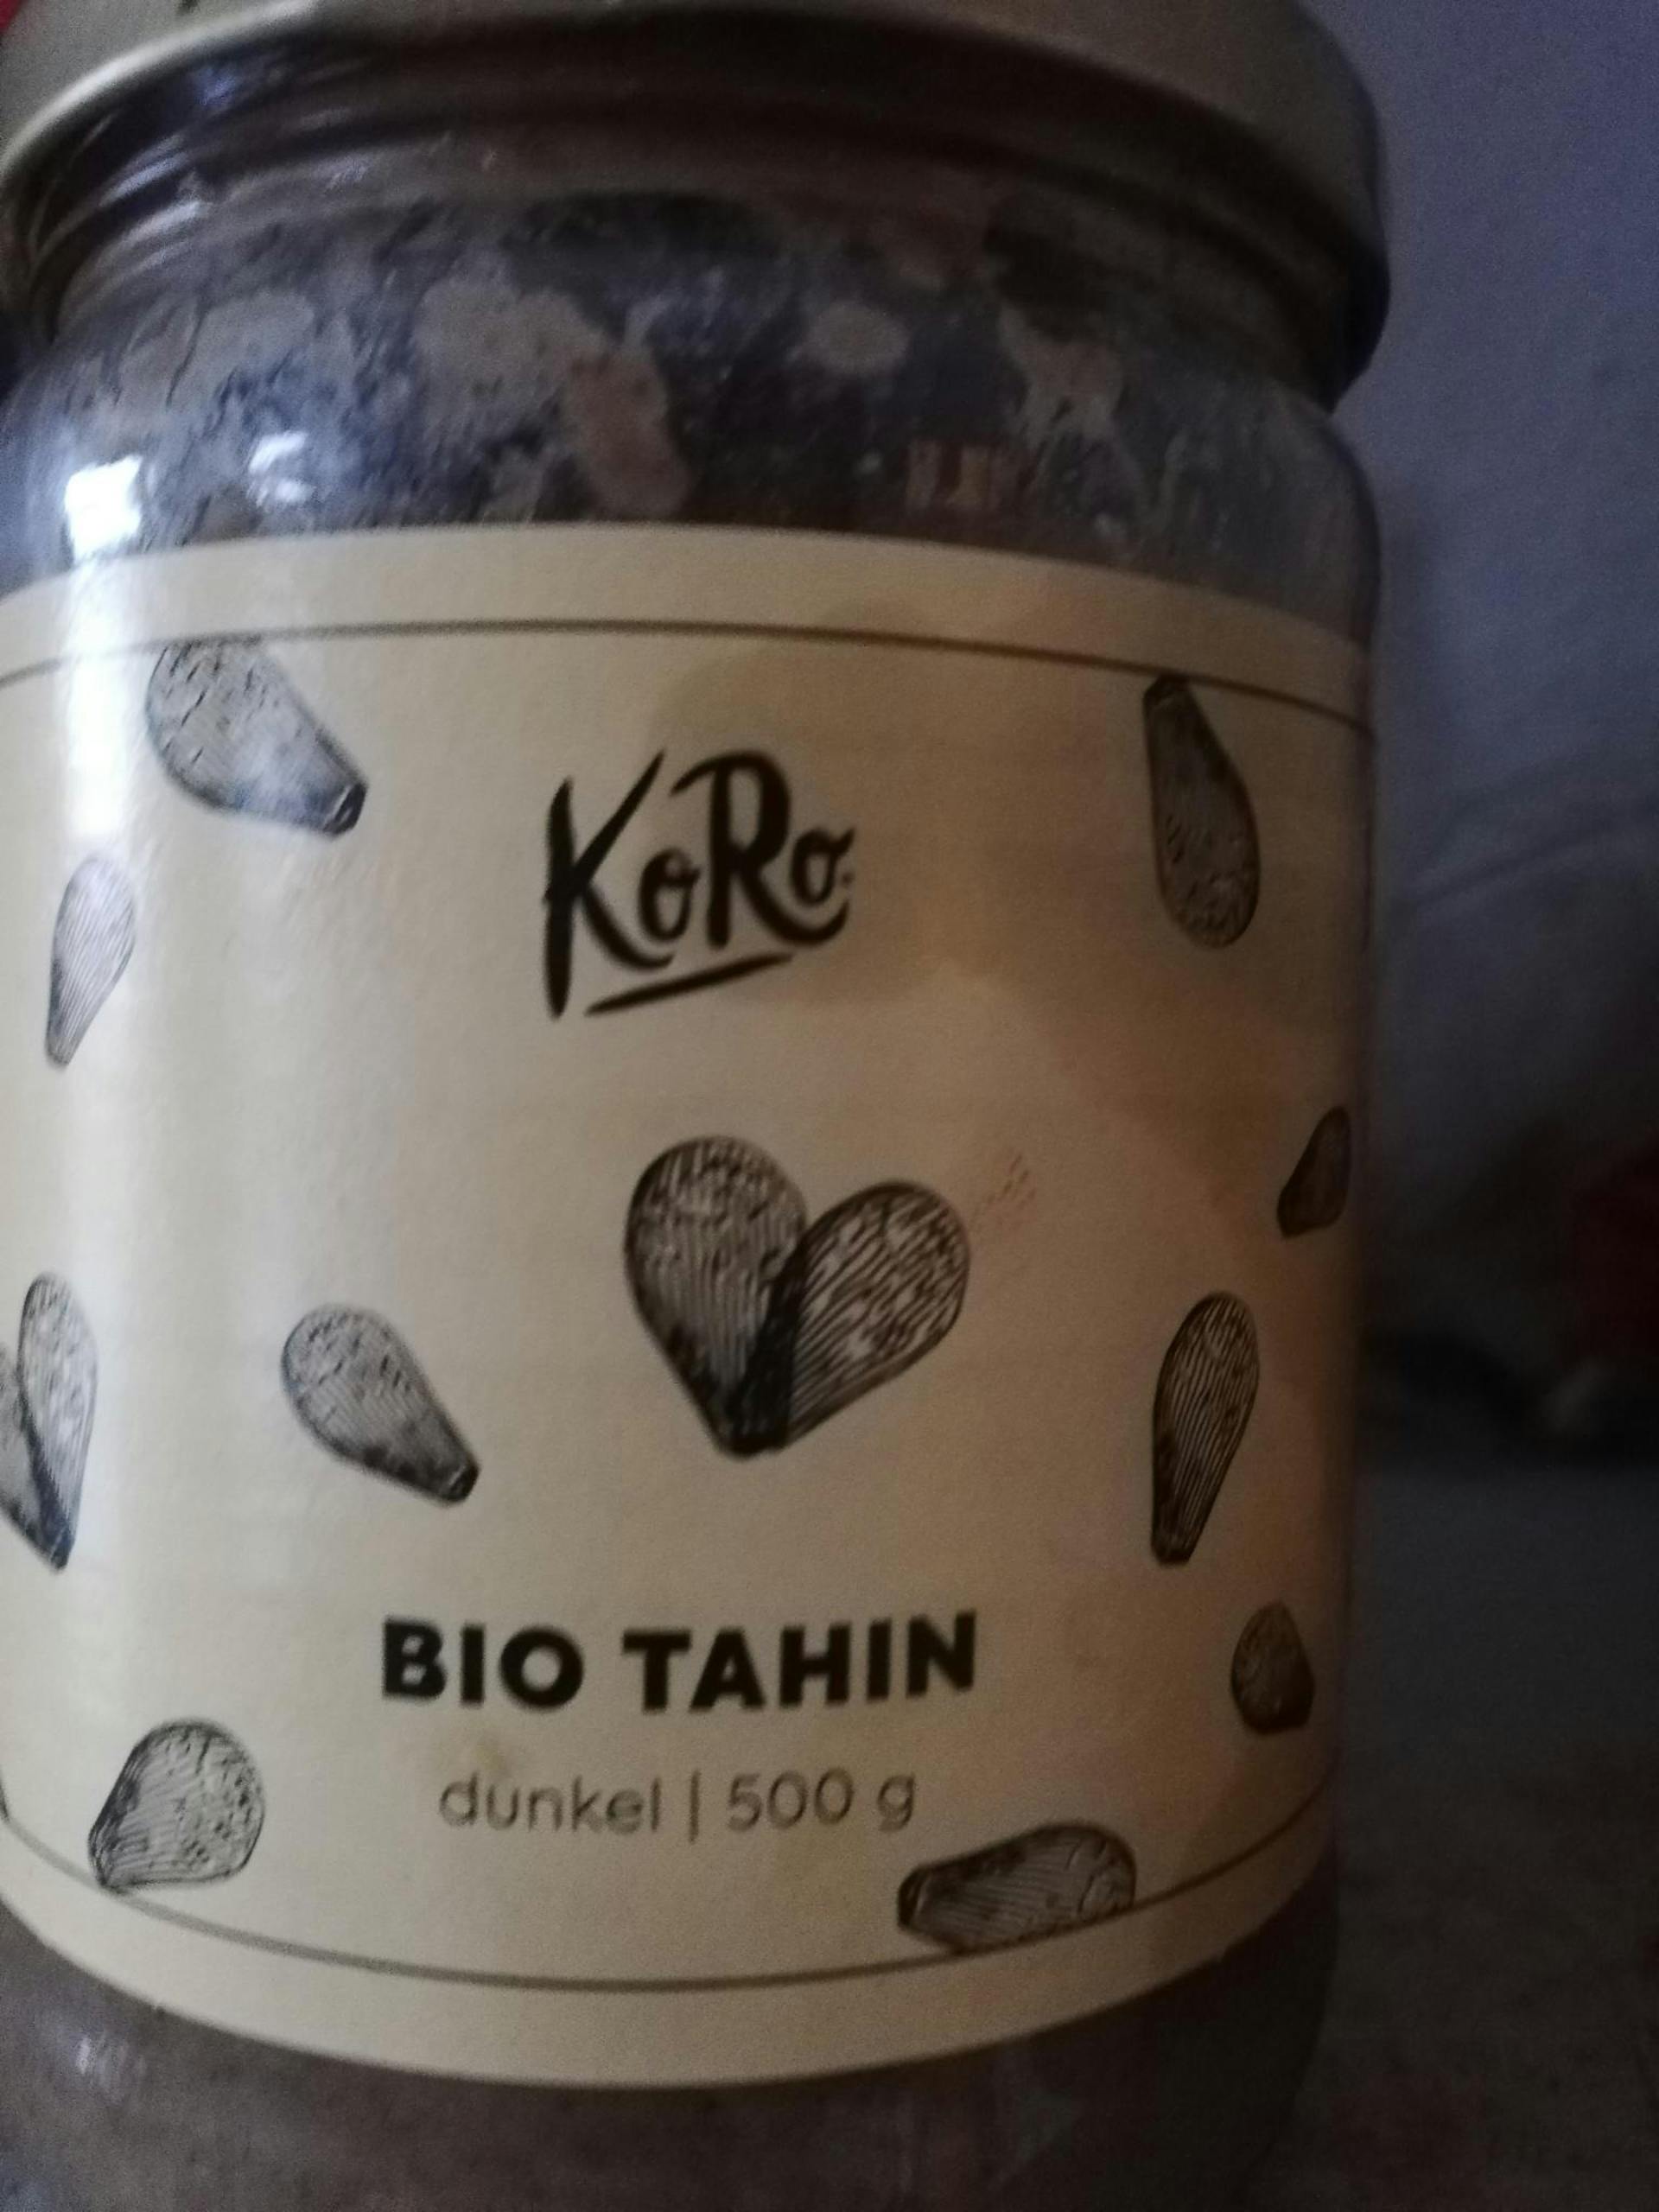 KoRo
BIO TAHIN
dunkel | 500 g